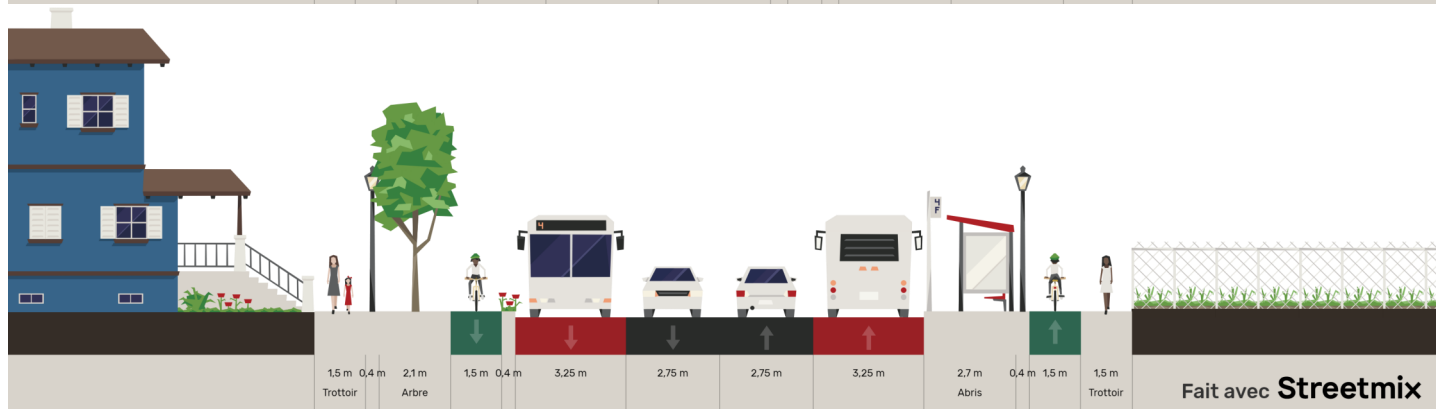 4
4
F
1,5 m 0,4 m 2,1 m 1,5 m 0,4 m 3,25 m 2,75 m 2,75 m 3,25 m 2,7 m 0,4 m 1,5 m 1,5 m
Trottoir Arbre Abris Trottoir
Fait avec Streetmix